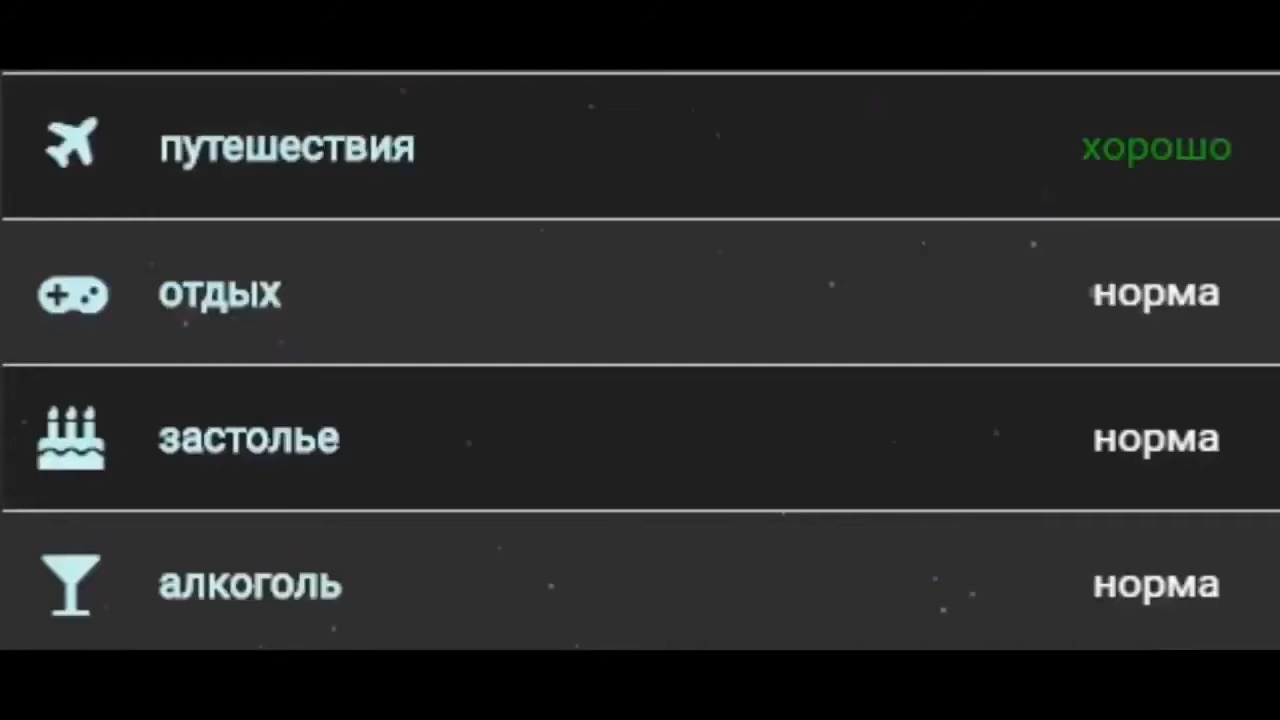 путешествия хорошо
отдых норма
застолье норма
алкоголь норма